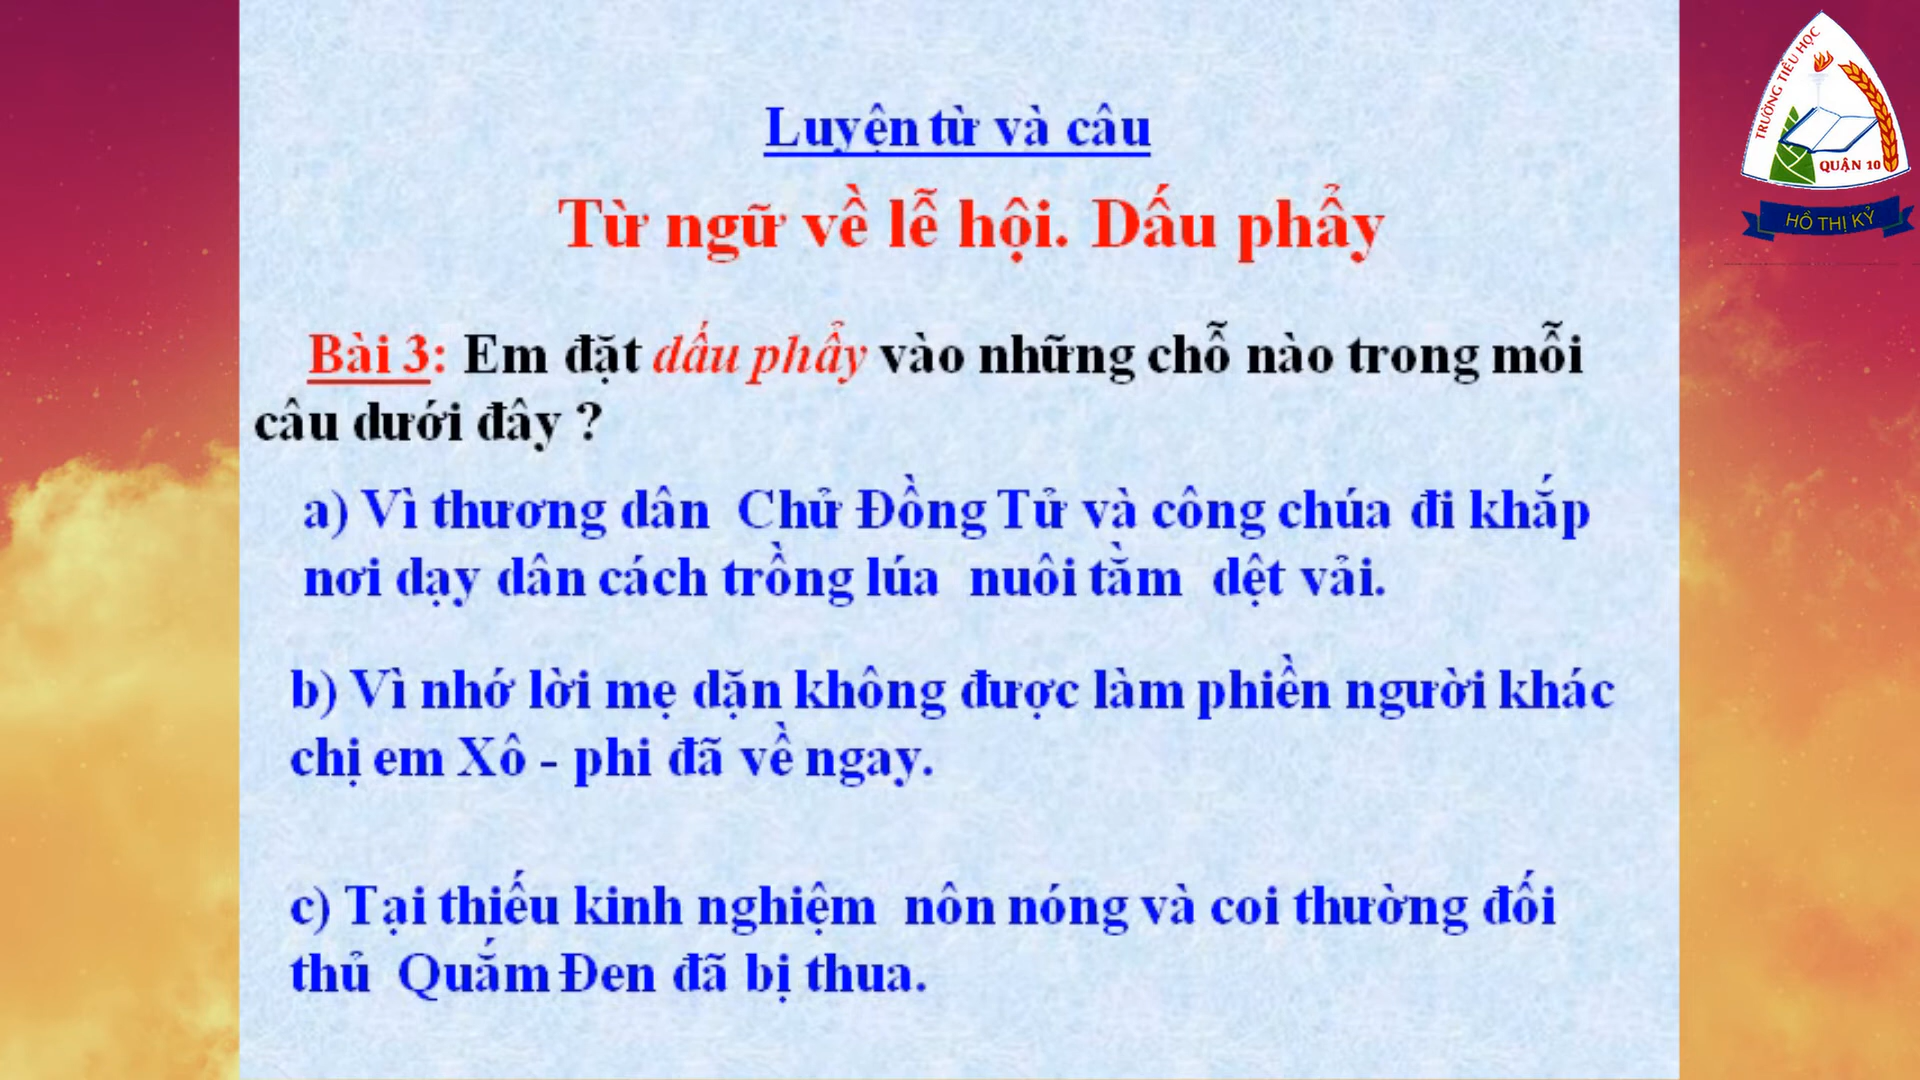 TRƯỜNG TIỂU HỌC
QUẬN 10
HỒ THỊ KỶ
Luyện từ và câu
Từ ngữ về lễ hội. Dấu phẩy
Bài 3: Em đặt dấu phẩy vào những chỗ nào trong mỗi
câu dưới đây ?
a) Vì thương dân Chử Đồng Tử và công chúa đi khắp
nơi dạy dân cách trồng lúa nuôi tằm dệt vải.
b) Vì nhớ lời mẹ dặn không được làm phiền người khác
chị em Xô - phi đã về ngay.
c) Tại thiếu kinh nghiệm nôn nóng và coi thường đối
thủ Quắm Đen đã bị thua.